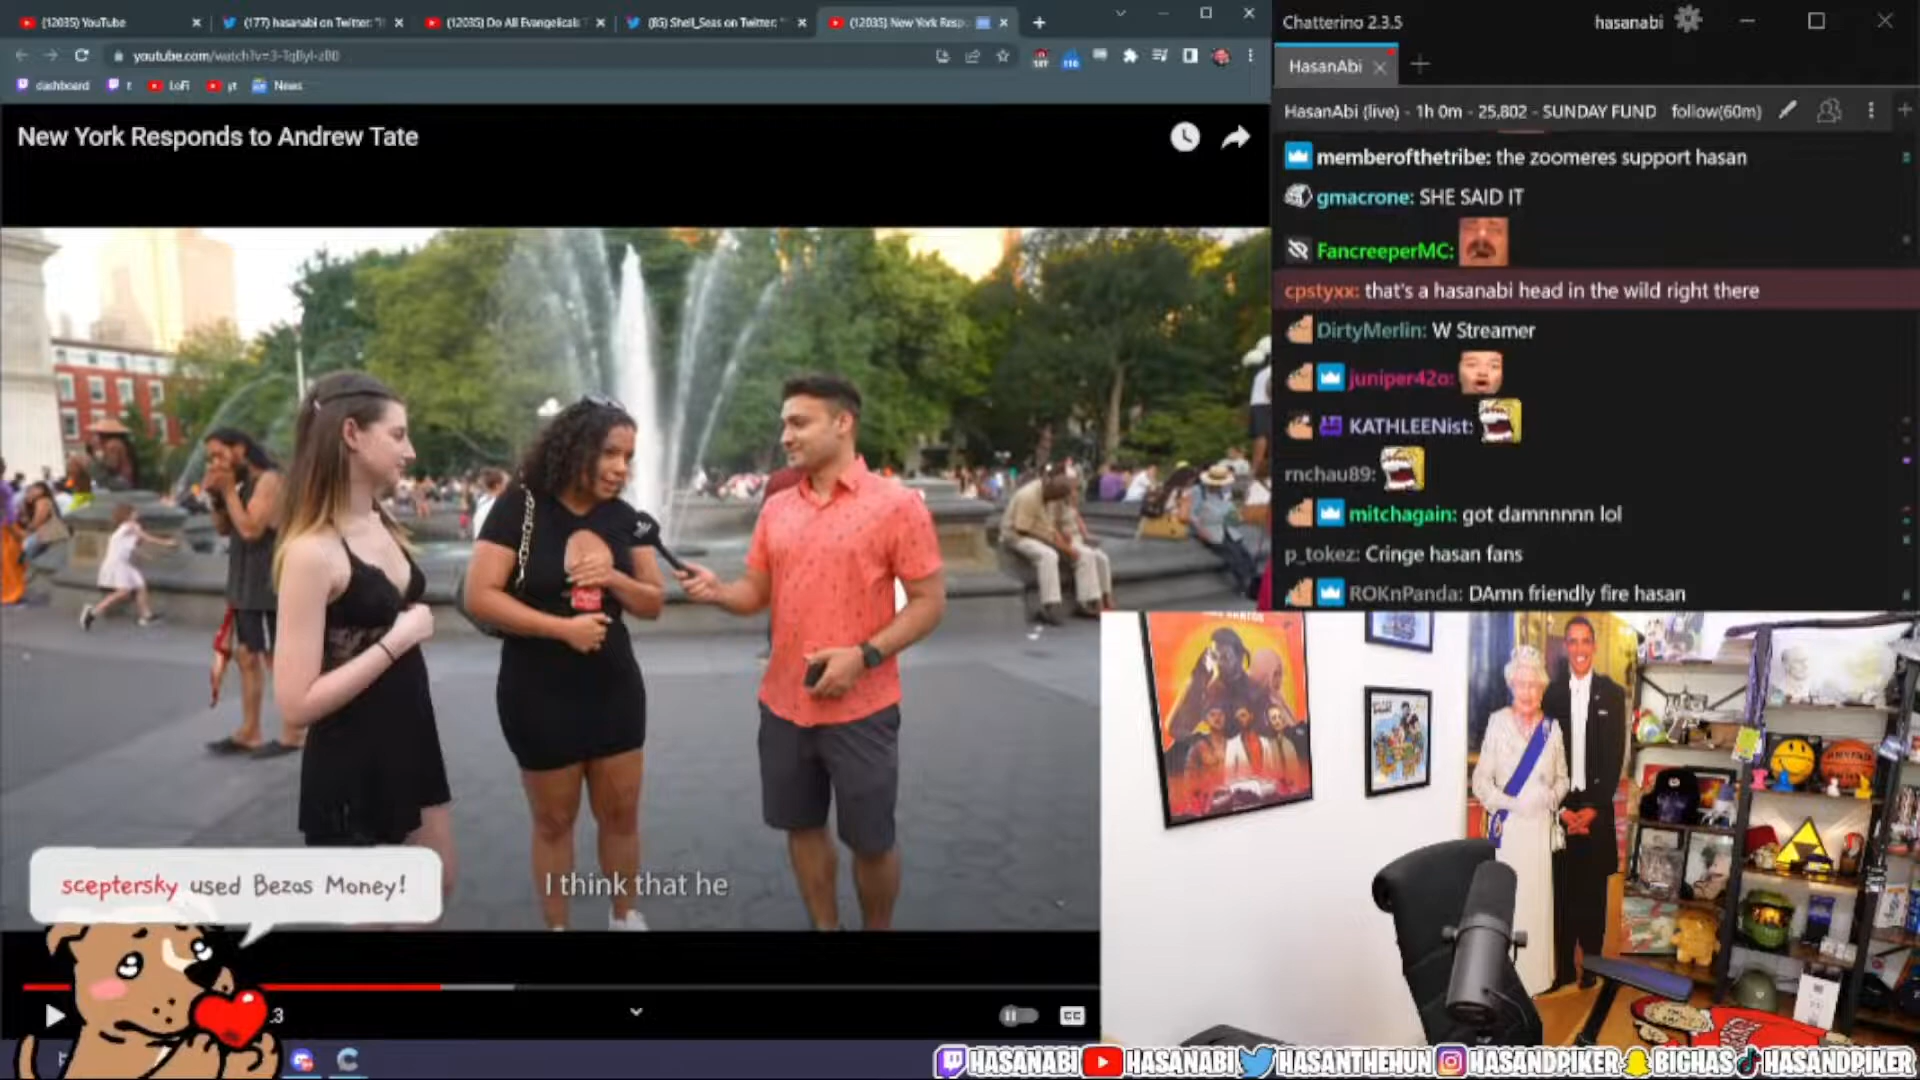 (12035) YouTube
(177) hasanabi on Twitter: "
(12035) Do All Evangelicals
(85) Shell_Seas on Twitter: "
(12035) New York Resp
dashboard
LoFi
yt
News
New York Responds to Andrew Tate
I think that he
sceptersky used Bezos Money!
.3
CC
Chatterino 2.3.5
hasanabi
HasanAbi
HasanAbi (live) - 1h 0m - 25,802 - SUNDAY FUND follow(60m)
memberofthetribe: the zoomeres support hasan
gmacrone: SHE SAID IT
FancreeperMC:
cpstyxx: that's a hasanabi head in the wild right there
DirtyMerlin: W Streamer
juniper42o:
KATHLEENist:
rnchau89:
mitchagain: got damnnnnn lol
p_tokez: Cringe hasan fans
ROKnPanda: DAmn friendly fire hasan
HASANABI HASANABI HASANTHEHUN HASANDPIKER BIGHAS HASANDPIKER